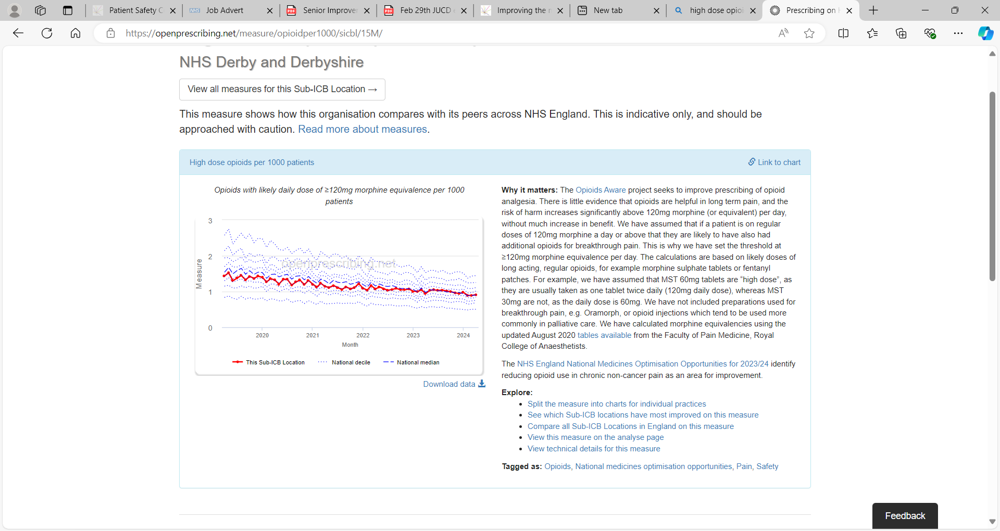 Patient Safety C
Job Advert
Senior Improve
Feb 29th JUCD
Improving the
New tab
high dose opioi
Prescribing on
https://openprescribing.net/measure/opioidper1000/sicbl/15M/
NHS Derby and Derbyshire
View all measures for this Sub-ICB Location →
This measure shows how this organisation compares with its peers across NHS England. This is indicative only, and should be
approached with caution. Read more about measures.
High dose opioids per 1000 patients
Link to chart
Opioids with likely daily dose of ≥120mg morphine equivalence per 1000
patients
openprescribing.net
3
2
1
0
Measure
2020 2021 2022 2023 2024
Month
This Sub-ICB Location National decile National median
Download data
Why it matters: The Opioids Aware project seeks to improve prescribing of opioid
analgesia. There is little evidence that opioids are helpful in long term pain, and the
risk of harm increases significantly above 120mg morphine (or equivalent) per day,
without much increase in benefit. We have assumed that if a patient is on regular
doses of 120mg morphine a day or above that they are likely to have also had
additional opioids for breakthrough pain. This is why we have set the threshold at
≥120mg morphine equivalence per day. The calculations are based on likely doses of
long acting, regular opioids, for example morphine sulphate tablets or fentanyl
patches. For example, we have assumed that MST 60mg tablets are “high dose”, as
they are usually taken as one tablet twice daily (120mg daily dose), whereas MST
30mg are not, as the daily dose is 60mg. We have not included preparations used for
breakthrough pain, e.g. Oramorph, or opioid injections which tend to be used more
commonly in palliative care. We have calculated morphine equivalencies using the
updated August 2020 tables available from the Faculty of Pain Medicine, Royal
College of Anaesthetists.
The NHS England National Medicines Optimisation Opportunities for 2023/24 identify
reducing opioid use in chronic non-cancer pain as an area for improvement.
Explore:
Split the measure into charts for individual practices
See which Sub-ICB locations have most improved on this measure
Compare all Sub-ICB Locations in England on this measure
View this measure on the analyse page
View technical details for this measure
Tagged as: Opioids, National medicines optimisation opportunities, Pain, Safety
Feedback